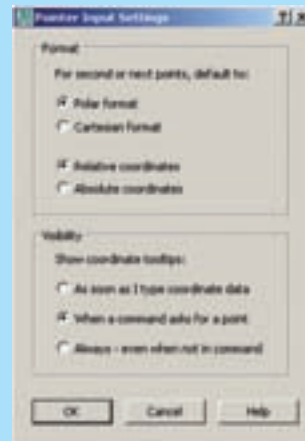 Pointer Input Settings
Format
For second or next points, default to:
Polar format
Cartesian format
Relative coordinates
Absolute coordinates
Visibility
Show coordinate tooltips:
As soon as I type coordinate data
When a command asks for a point
Always - even when not in command
OK
Cancel
Help